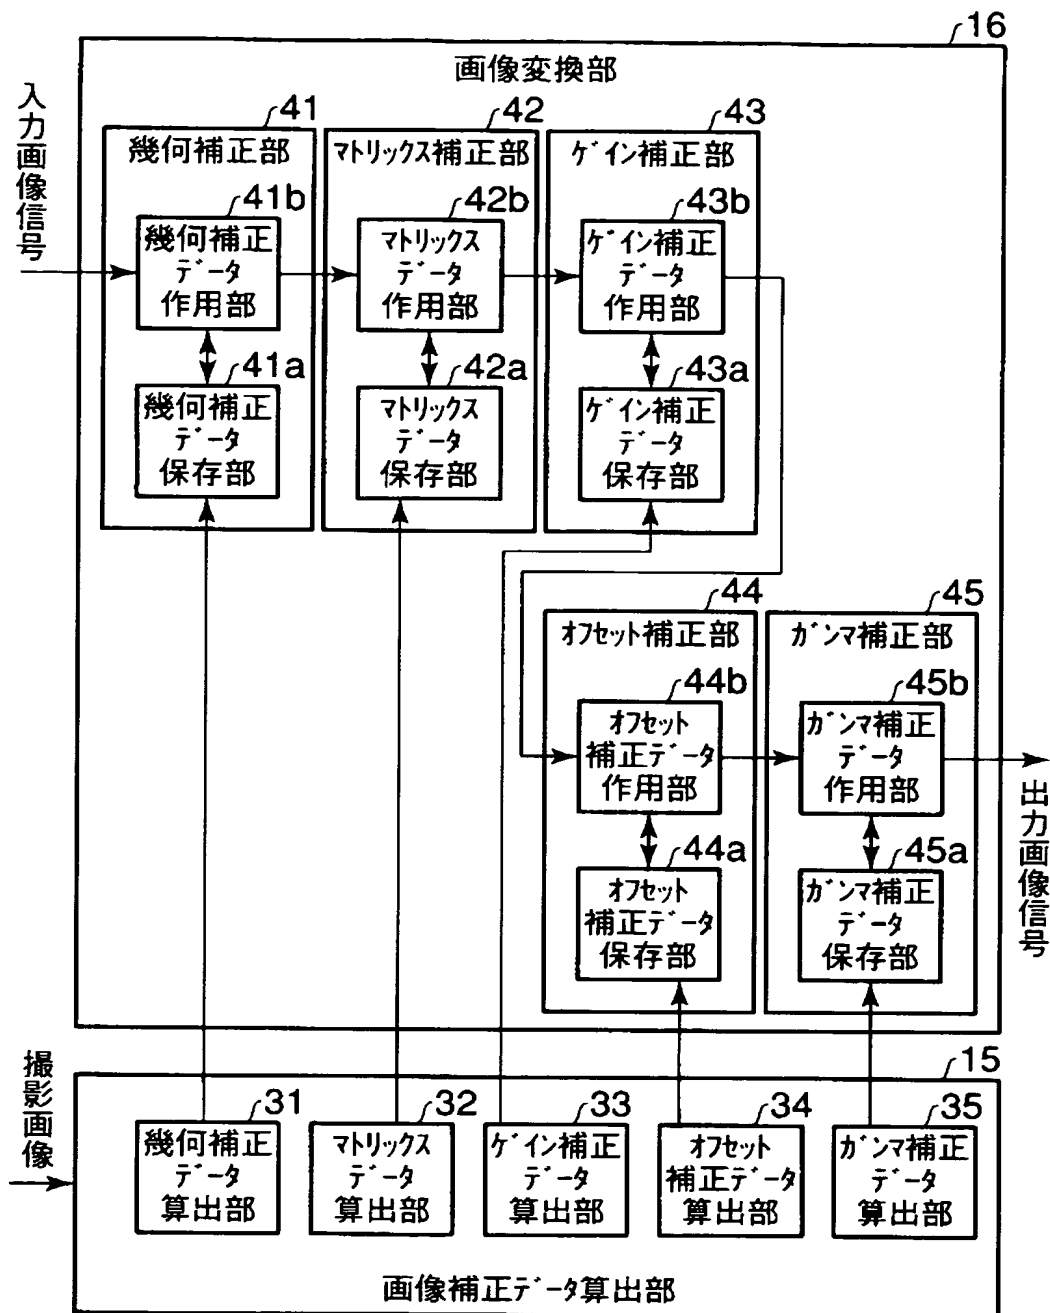 16
画像変換部
入力画像信号
41
幾何補正部
41b
幾何補正
データ
作用部
41a
幾何補正
データ
保存部
42
マトリックス補正部
42b
マトリックス
データ
作用部
42a
マトリックス
データ
保存部
43
ゲイン補正部
43b
ゲイン補正
データ
作用部
43a
ゲイン補正
データ
保存部
44
オフセット補正部
44b
オフセット
補正データ
作用部
44a
オフセット
補正データ
保存部
45
ガンマ補正部
45b
ガンマ補正
データ
作用部
45a
ガンマ補正
データ
保存部
出力画像信号
撮影画像
15
31
幾何補正
データ
算出部
32
マトリックス
データ
算出部
33
ゲイン補正
データ
算出部
34
オフセット
補正データ
算出部
35
ガンマ補正
データ
算出部
画像補正データ算出部